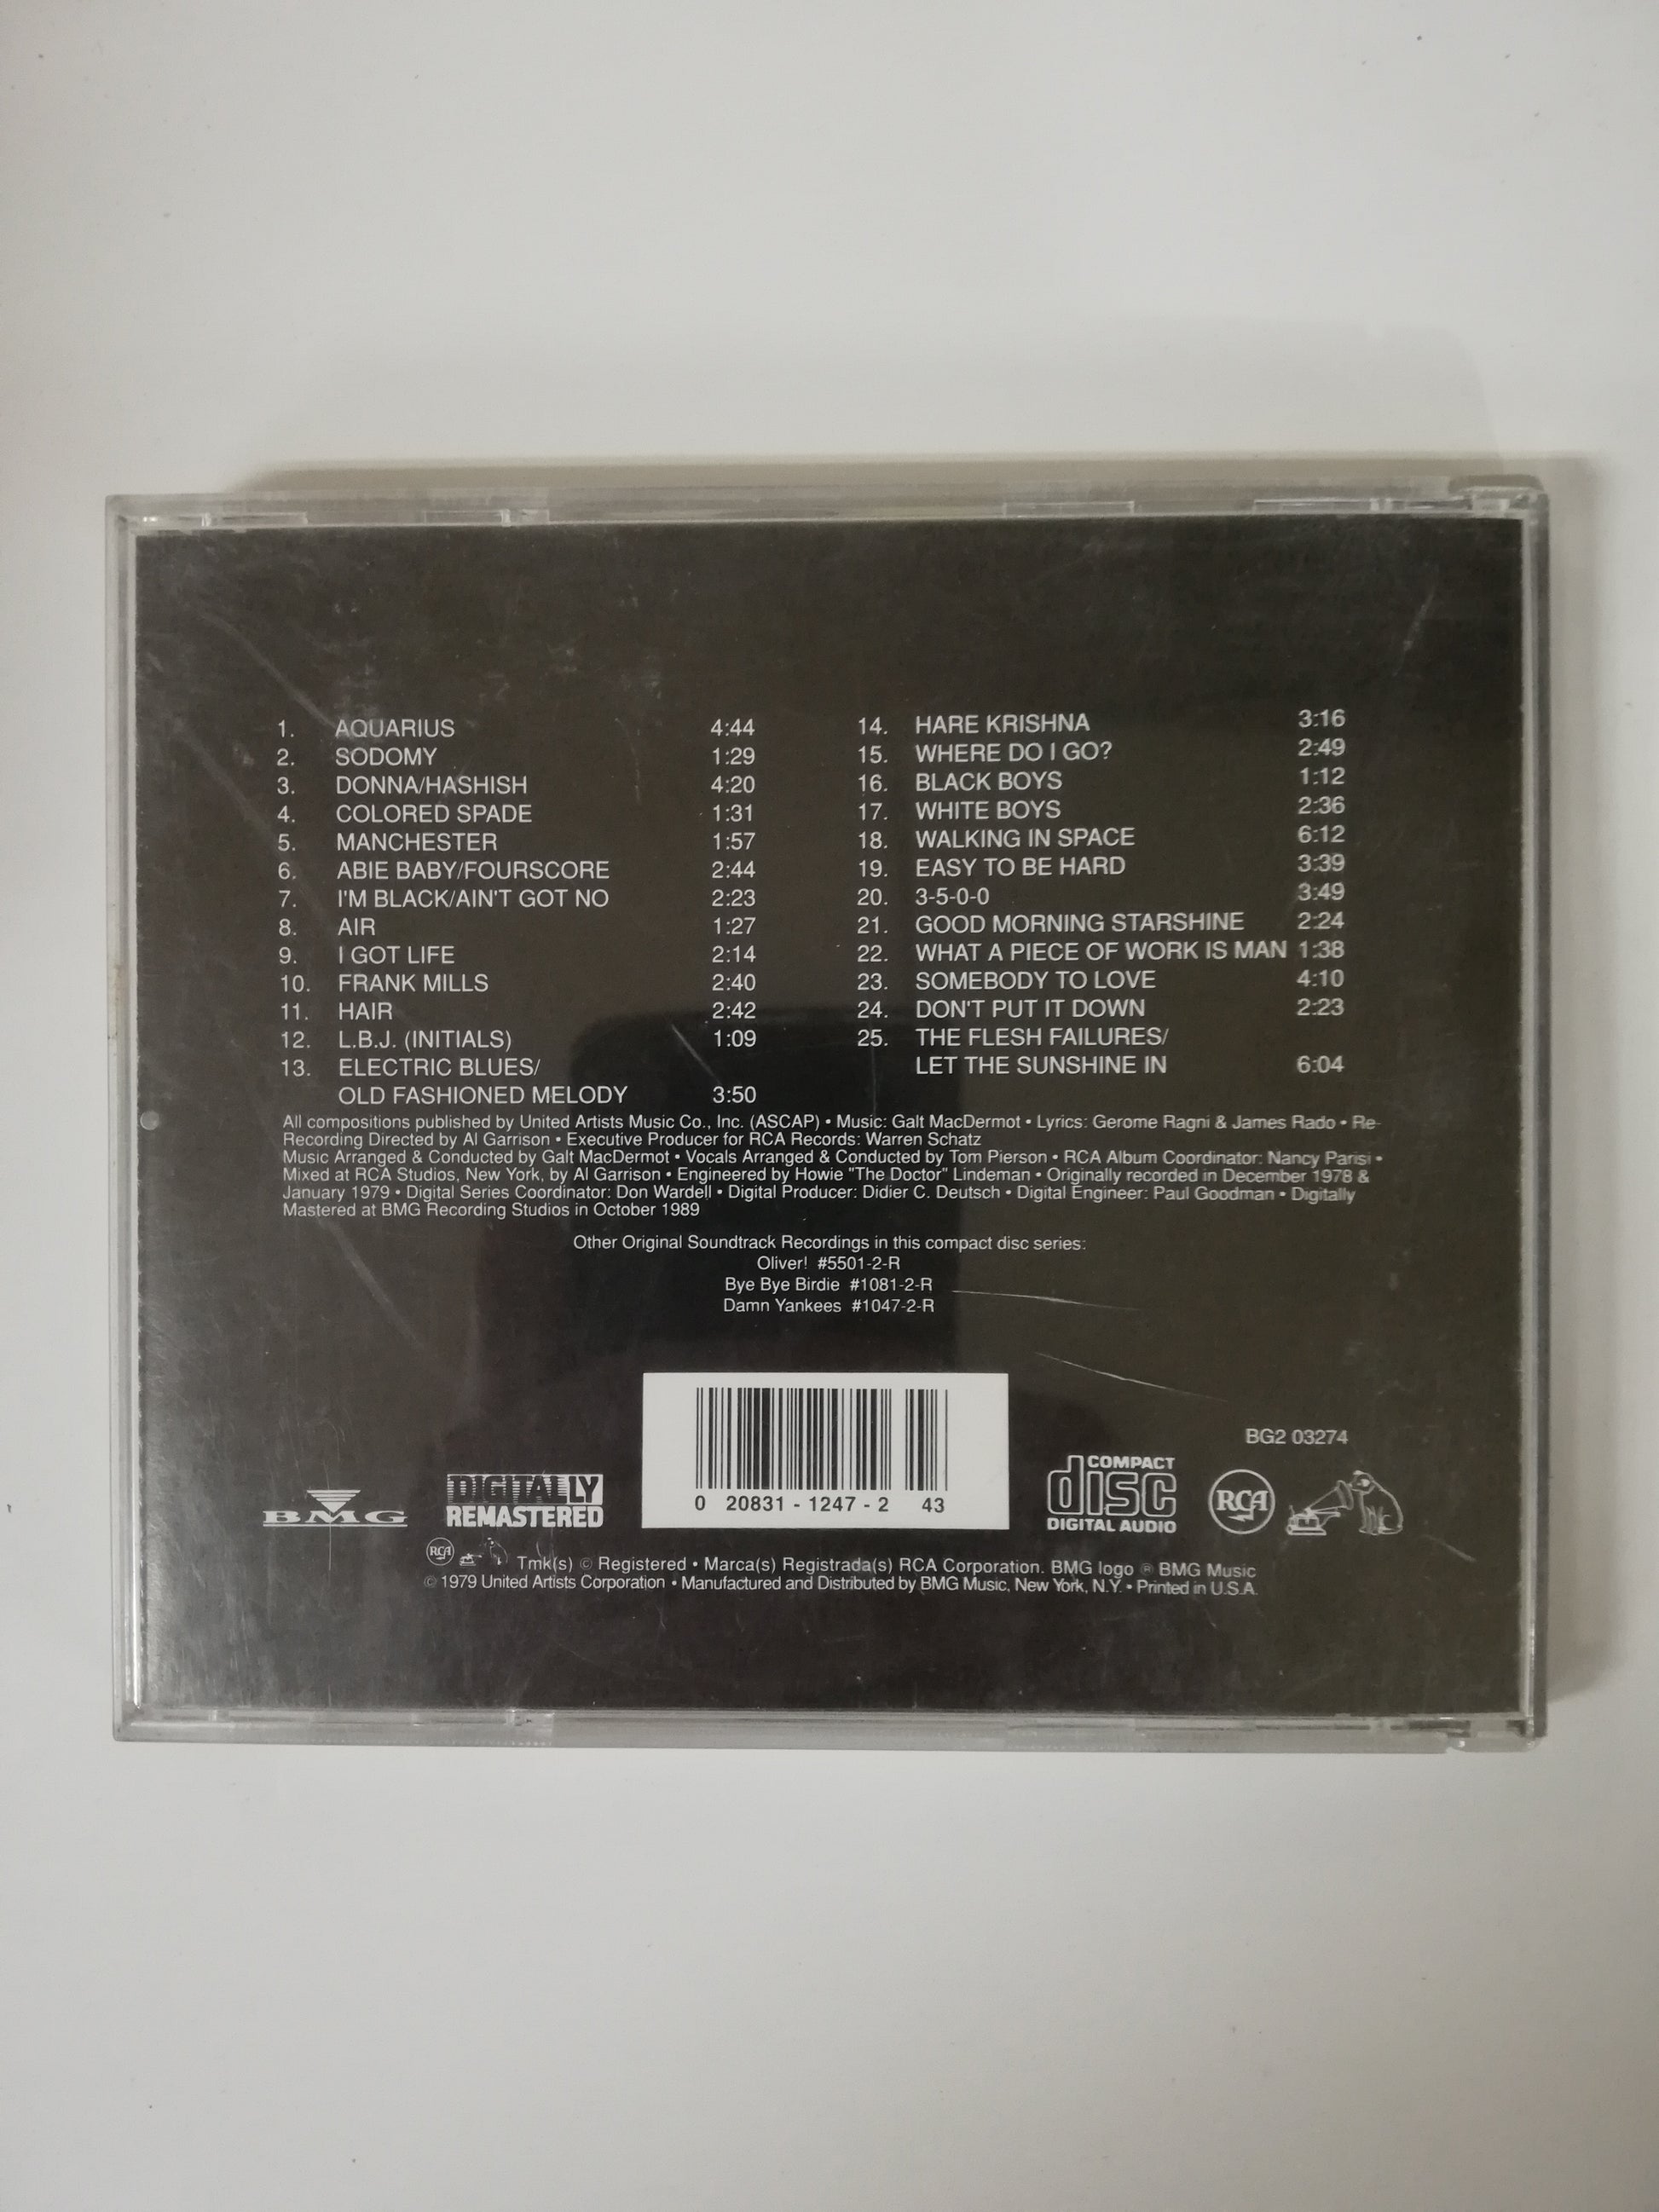 1. AQUARIUS 4:44
2. SODOMY 1:29
3. DONNA/HASHISH 4:20
4. COLORED SPADE 1:31
5. MANCHESTER 1:57
6. ABIE BABY/FOURSCORE 2:44
7. I'M BLACK/AIN'T GOT NO 2:23
8. AIR 1:27
9. I GOT LIFE 2:14
10. FRANK MILLS 2:40
11. HAIR 2:42
12. L.B.J. (INITIALS) 1:09
13. ELECTRIC BLUES/
OLD FASHIONED MELODY 3:50
14. HARE KRISHNA 3:16
15. WHERE DO I GO? 2:49
16. BLACK BOYS 1:12
17. WHITE BOYS 2:36
18. WALKING IN SPACE 6:12
19. EASY TO BE HARD 3:39
20. 3-5-0-0 3:49
21. GOOD MORNING STARSHINE 2:24
22. WHAT A PIECE OF WORK IS MAN 1:38
23. SOMEBODY TO LOVE 4:10
24. DON'T PUT IT DOWN 2:23
25. THE FLESH FAILURES/
LET THE SUNSHINE IN 6:04
All compositions published by United Artists Music Co., Inc. (ASCAP) • Music: Galt MacDermot • Lyrics: Gerome Ragni & James Rado • Re-
Recording Directed by Al Garrison • Executive Producer for RCA Records: Warren Schatz
Music Arranged & Conducted by Galt MacDermot • Vocals Arranged & Conducted by Tom Pierson • RCA Album Coordinator: Nancy Parisi •
Mixed at RCA Studios, New York, by Al Garrison • Engineered by Howie "The Doctor" Lindeman • Originally recorded in December 1978 &
January 1979 • Digital Series Coordinator: Don Wardell • Digital Producer: Didier C. Deutsch • Digital Engineer: Paul Goodman • Digitally
Mastered at BMG Recording Studios in October 1989
Other Original Soundtrack Recordings in this compact disc series:
Oliver! #5501-2-R
Bye Bye Birdie #1081-2-R
Damn Yankees #1047-2-R
BG2 03274
BMG
DIGITALLY
REMASTERED
0 20831 - 1247 - 2 43
COMPACT
disc
DIGITAL AUDIO
RCA
RCA Tmk(s) © Registered • Marca(s) Registrada(s) RCA Corporation. BMG logo ® BMG Music
© 1979 United Artists Corporation • Manufactured and Distributed by BMG Music, New York, N.Y. • Printed in U.S.A.